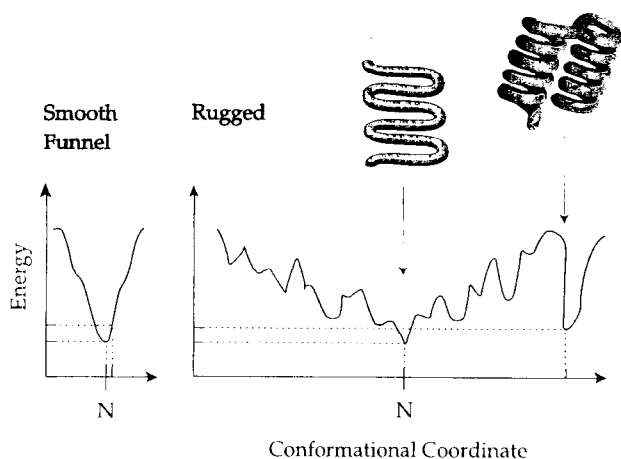 Smooth
Funnel
Rugged
Energy
N
N
Conformational Coordinate